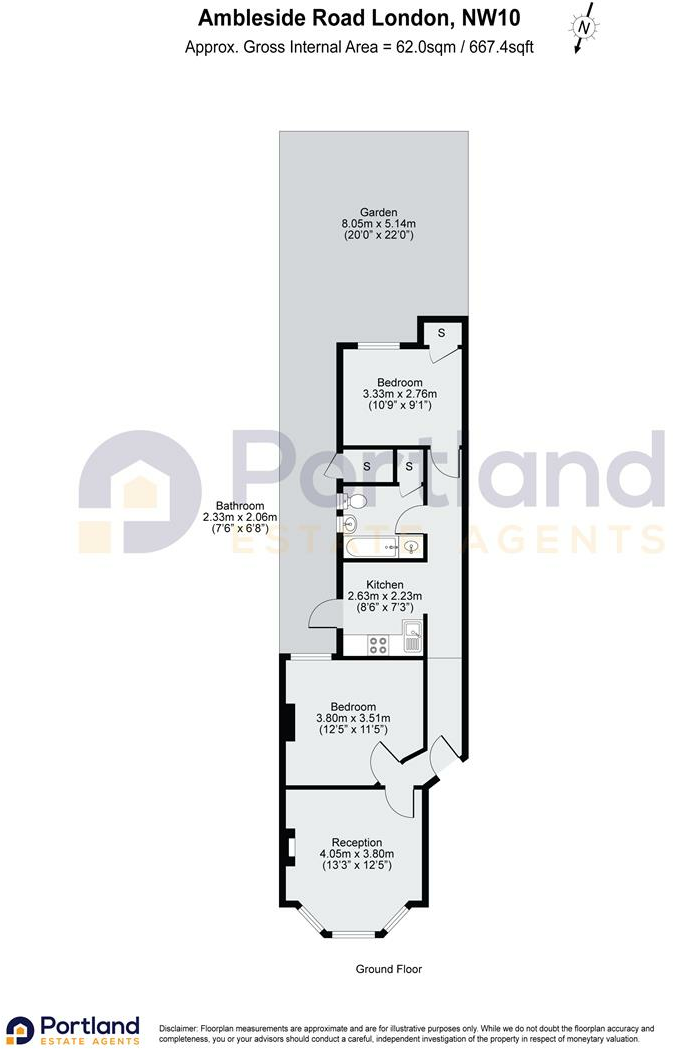 Ambleside Road London, NW10
Approx. Gross Internal Area = 62.0sqm / 667.4sqft
N
Garden
8.05m x 5.14m
(20'0" x 22'0")
S
Bedroom
3.33m x 2.76m
(10'9" x 9'1")
Portland
ESTATE AGENTS
S
S
Bathroom
2.33m x 2.06m
(7'6" x 6'8")
Kitchen
2.63m x 2.23m
(8'6" x 7'3")
Bedroom
3.80m x 3.51m
(12'5" x 11'5")
Reception
4.05m x 3.80m
(13'3" x 12'5")
Ground Floor
Portland
ESTATE AGENTS
Disclaimer: Floorplan measurements are approximate and are for illustrative purposes only. While we do not doubt the floorplan accuracy and
completeness, you or your advisors should conduct a careful, independent investigation of the property in respect of monetary valuation.